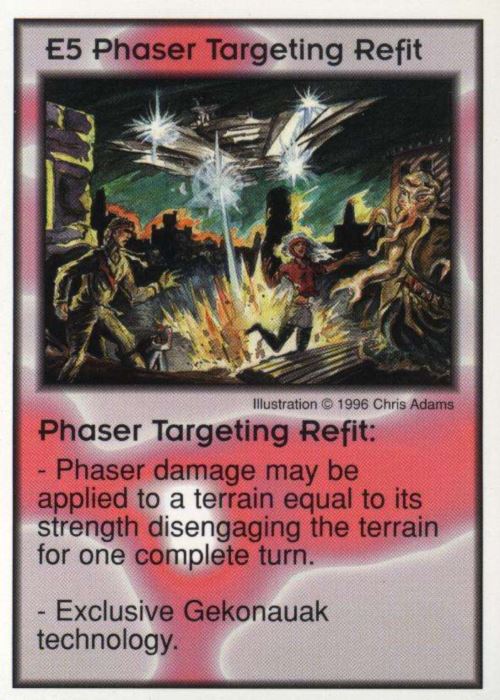 E5 Phaser Targeting Refit
Illustration © 1996 Chris Adams
Phaser Targeting Refit:
- Phaser damage may be
applied to a terrain equal to its
strength disengaging the terrain
for one complete turn.
- Exclusive Gekonauak
technology.